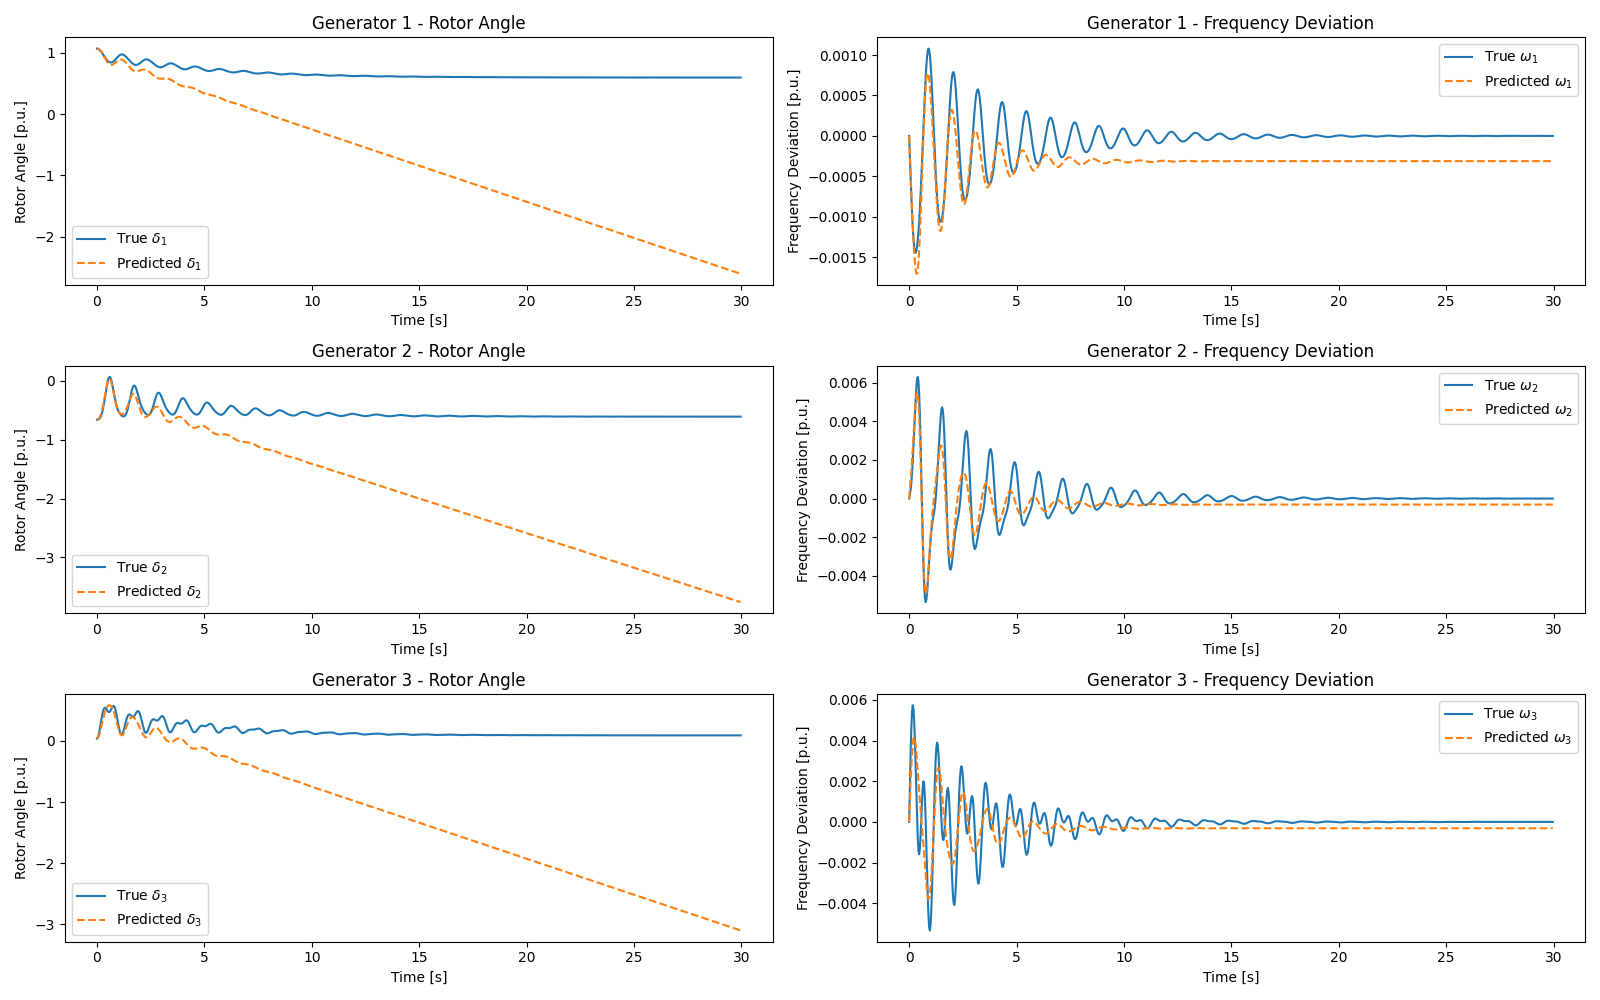 Generator 1 - Rotor Angle
Rotor Angle [p.u.]
1
0
−1
−2
True δ1
Predicted δ1
0 5 10 15 20 25 30
Time [s]
Generator 1 - Frequency Deviation
Frequency Deviation [p.u.]
0.0010
0.0005
0.0000
−0.0005
−0.0010
−0.0015
True ω1
Predicted ω1
0 5 10 15 20 25 30
Time [s]
Generator 2 - Rotor Angle
Rotor Angle [p.u.]
0
−1
−2
−3
True δ2
Predicted δ2
0 5 10 15 20 25 30
Time [s]
Generator 2 - Frequency Deviation
Frequency Deviation [p.u.]
0.006
0.004
0.002
0.000
−0.002
−0.004
True ω2
Predicted ω2
0 5 10 15 20 25 30
Time [s]
Generator 3 - Rotor Angle
Rotor Angle [p.u.]
0
−1
−2
−3
True δ3
Predicted δ3
0 5 10 15 20 25 30
Time [s]
Generator 3 - Frequency Deviation
Frequency Deviation [p.u.]
0.006
0.004
0.002
0.000
−0.002
−0.004
True ω3
Predicted ω3
0 5 10 15 20 25 30
Time [s]